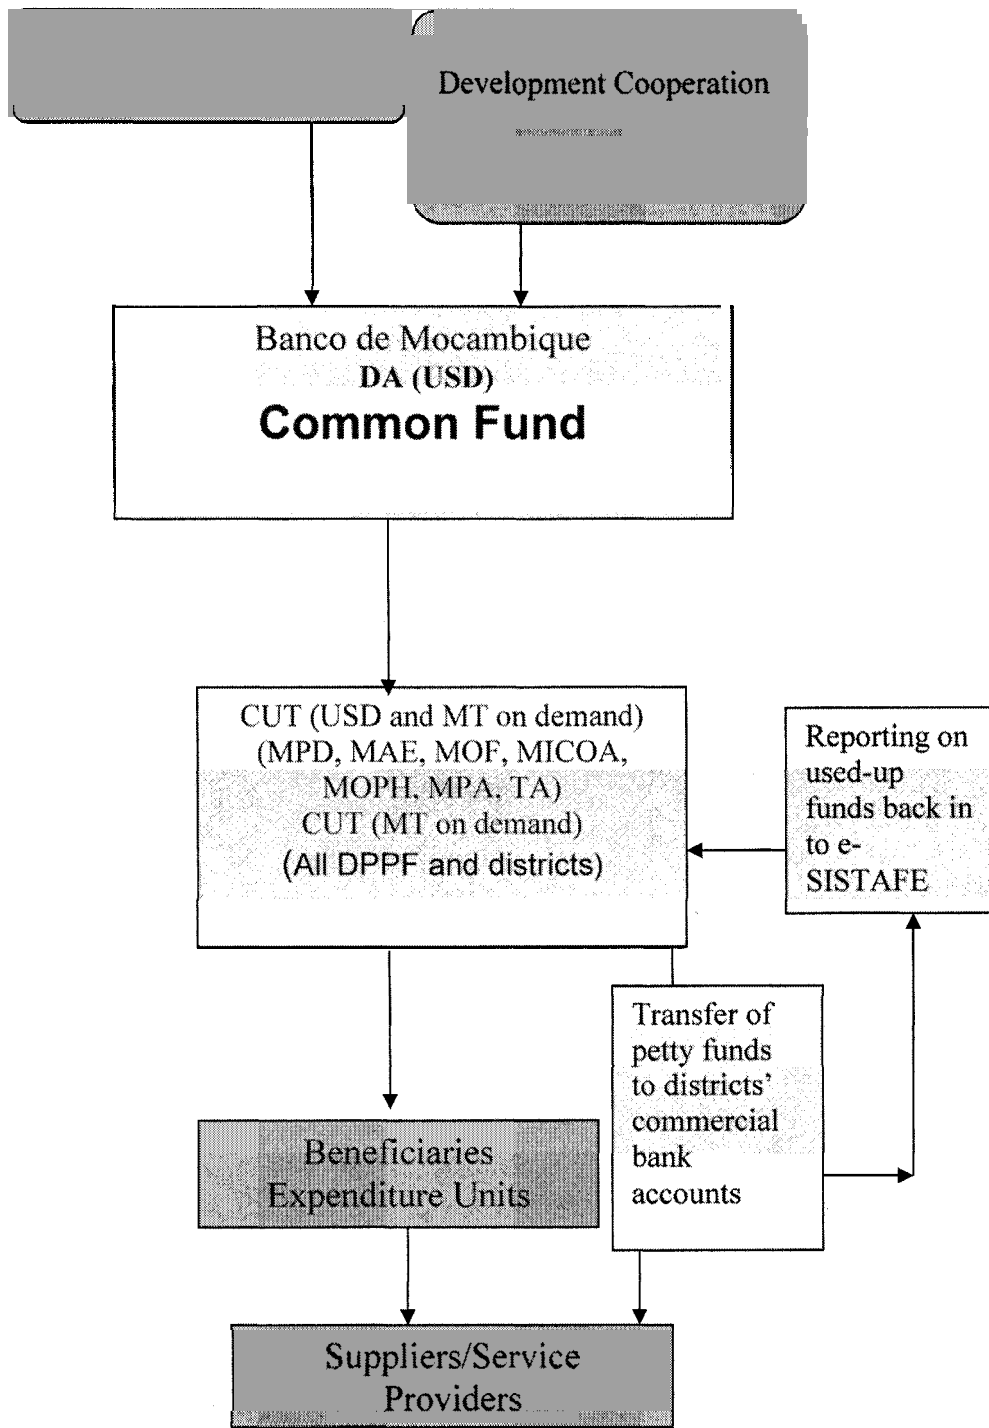 Development Cooperation
Banco de Mocambique
DA (USD)
Common Fund
CUT (USD and MT on demand)
(MPD, MAE, MOF, MICOA,
MOPH, MPA, TA)
CUT (MT on demand)
(All DPPF and districts)
Reporting on
used-up
funds back in
to e-
SISTAFE
Transfer of
petty funds
to districts’
commercial
bank
accounts
Beneficiaries
Expenditure Units
Suppliers/Service
Providers